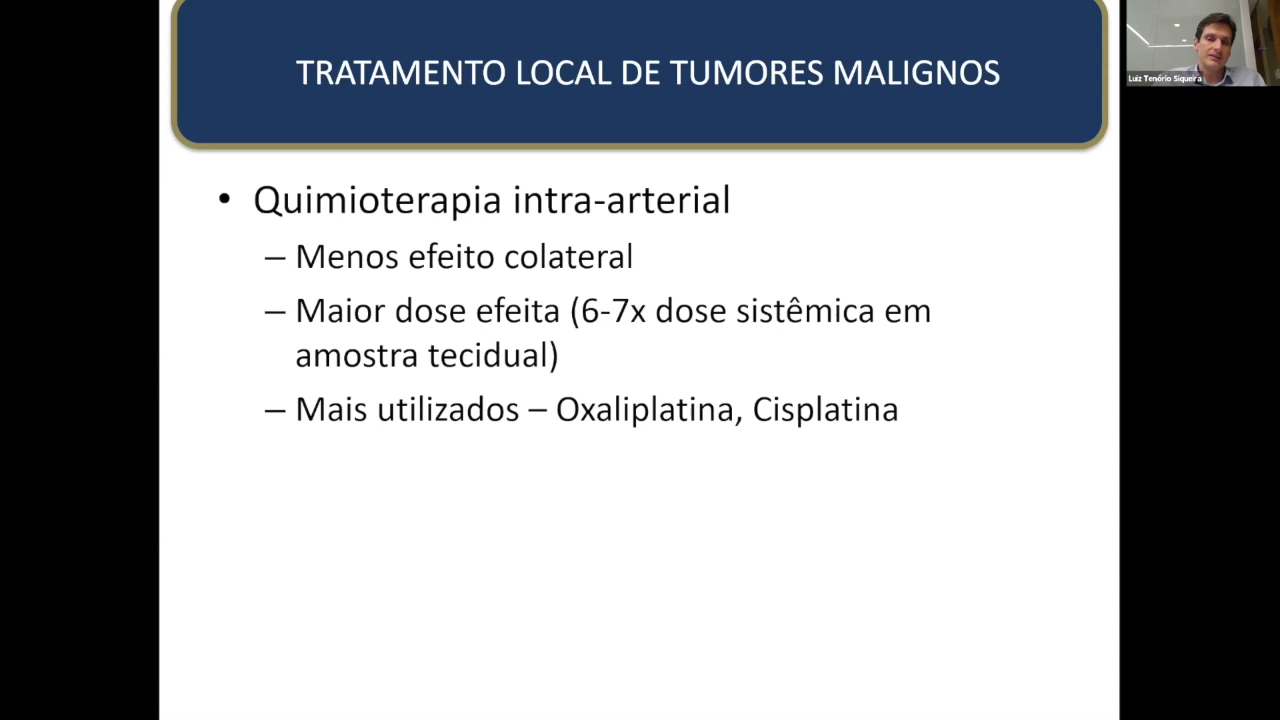 TRATAMENTO LOCAL DE TUMORES MALIGNOS
Luiz Tenório Siqueira
• Quimioterapia intra-arterial
– Menos efeito colateral
– Maior dose efeita (6-7x dose sistêmica em
amostra tecidual)
– Mais utilizados – Oxaliplatina, Cisplatina